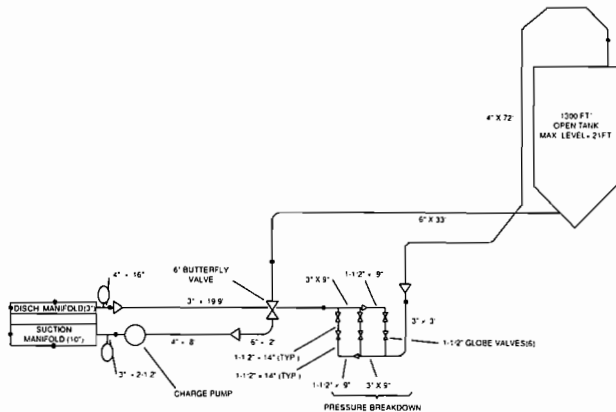 1300 FT'
OPEN TANK
MAX LEVEL = 21FT
4" X 72'
6" X 33'
6' BUTTERFLY
VALVE
4" × 16"
3" × 19.9'
3" X 9"
1-1/2" × 9"
DISCH MANIFOLD (3")
SUCTION
MANIFOLD (10")
4" × 8'
6" × 2'
3" × 2-1/2'
CHARGE PUMP
1-1/2" × 14" (TYP)
1-1/2" × 14" (TYP)
3" × 3'
1-1/2" GLOBE VALVES (6)
1-1/2" × 9"
3" X 9"
PRESSURE BREAKDOWN